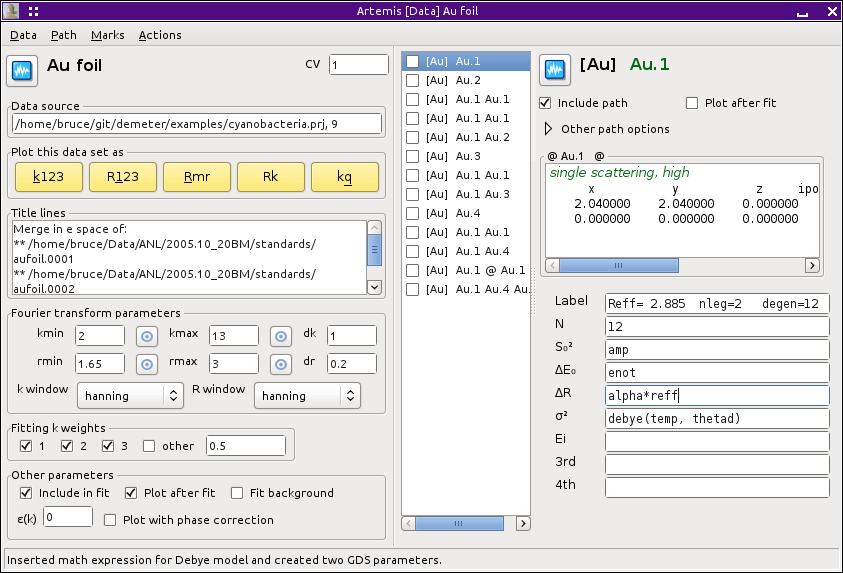 Artemis [Data] Au foil
Data Path Marks Actions
Au foil
CV 1
Data source
/home/bruce/git/demeter/examples/cyanobacteria.prj, 9
Plot this data set as
k123 R123 Rmr Rk kq
Title lines
Merge in e space of:
** /home/bruce/Data/ANL/2005.10_20BM/standards/
aufoil.0001
** /home/bruce/Data/ANL/2005.10_20BM/standards/
aufoil.0002
Fourier transform parameters
kmin 2 kmax 13 dk 1
rmin 1.65 rmax 3 dr 0.2
k window hanning R window hanning
Fitting k weights
1 2 3 other 0.5
Other parameters
Include in fit Plot after fit Fit background
ε(k) 0 Plot with phase correction
[Au] Au.1
[Au] Au.2
[Au] Au.1 Au.1
[Au] Au.1 Au.1
[Au] Au.1 Au.2
[Au] Au.3
[Au] Au.1 Au.1
[Au] Au.1 Au.3
[Au] Au.4
[Au] Au.1 Au.1
[Au] Au.1 Au.4
[Au] Au.1 @ Au.1
[Au] Au.1 Au.4 Au.
[Au] Au.1
Include path Plot after fit
Other path options
@ Au.1 @
single scattering, high
x y z ipo
2.040000 2.040000 0.000000
0.000000 0.000000 0.000000
Label Reff= 2.885 nleg=2 degen=12
N 12
S₀² amp
ΔE₀ enot
ΔR alpha*reff
σ² debye(temp, thetad)
Ei
3rd
4th
Inserted math expression for Debye model and created two GDS parameters.